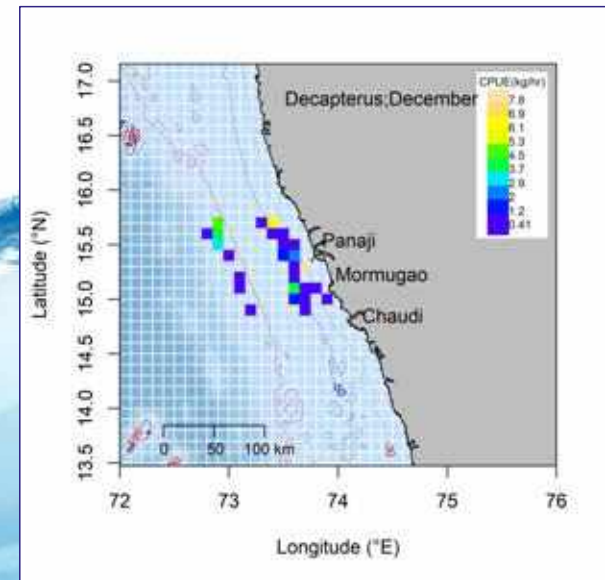 CPUE(kg/hr)
7.8
6.9
6.1
5.3
4.5
3.7
2.9
2
1.2
0.41
Decapterus;December
17.0
16.5
16.0
15.5
15.0
14.5
14.0
13.5
Latitude (°N)
Panaji
Mormugao
Chaudi
0 50 100 km
72 73 74 75 76
Longitude (°E)